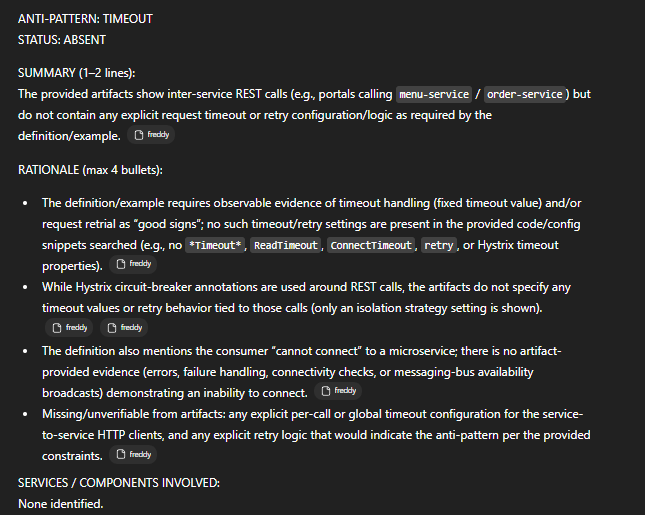 ANTI-PATTERN: TIMEOUT
STATUS: ABSENT
SUMMARY (1–2 lines):
The provided artifacts show inter-service REST calls (e.g., portals calling menu-service / order-service) but
do not contain any explicit request timeout or retry configuration/logic as required by the
definition/example. freddy
RATIONALE (max 4 bullets):
• The definition/example requires observable evidence of timeout handling (fixed timeout value) and/or
request retrial as “good signs”; no such timeout/retry settings are present in the provided code/config
snippets searched (e.g., no *Timeout*, ReadTimeout, ConnectTimeout, retry, or Hystrix timeout
properties). freddy
• While Hystrix circuit-breaker annotations are used around REST calls, the artifacts do not specify any
timeout values or retry behavior tied to those calls (only an isolation strategy setting is shown).
freddy freddy
• The definition also mentions the consumer “cannot connect” to a microservice; there is no artifact-
provided evidence (errors, failure handling, connectivity checks, or messaging-bus availability
broadcasts) demonstrating an inability to connect. freddy
• Missing/unverifiable from artifacts: any explicit per-call or global timeout configuration for the service-
to-service HTTP clients, and any explicit retry logic that would indicate the anti-pattern per the provided
constraints. freddy
SERVICES / COMPONENTS INVOLVED:
None identified.